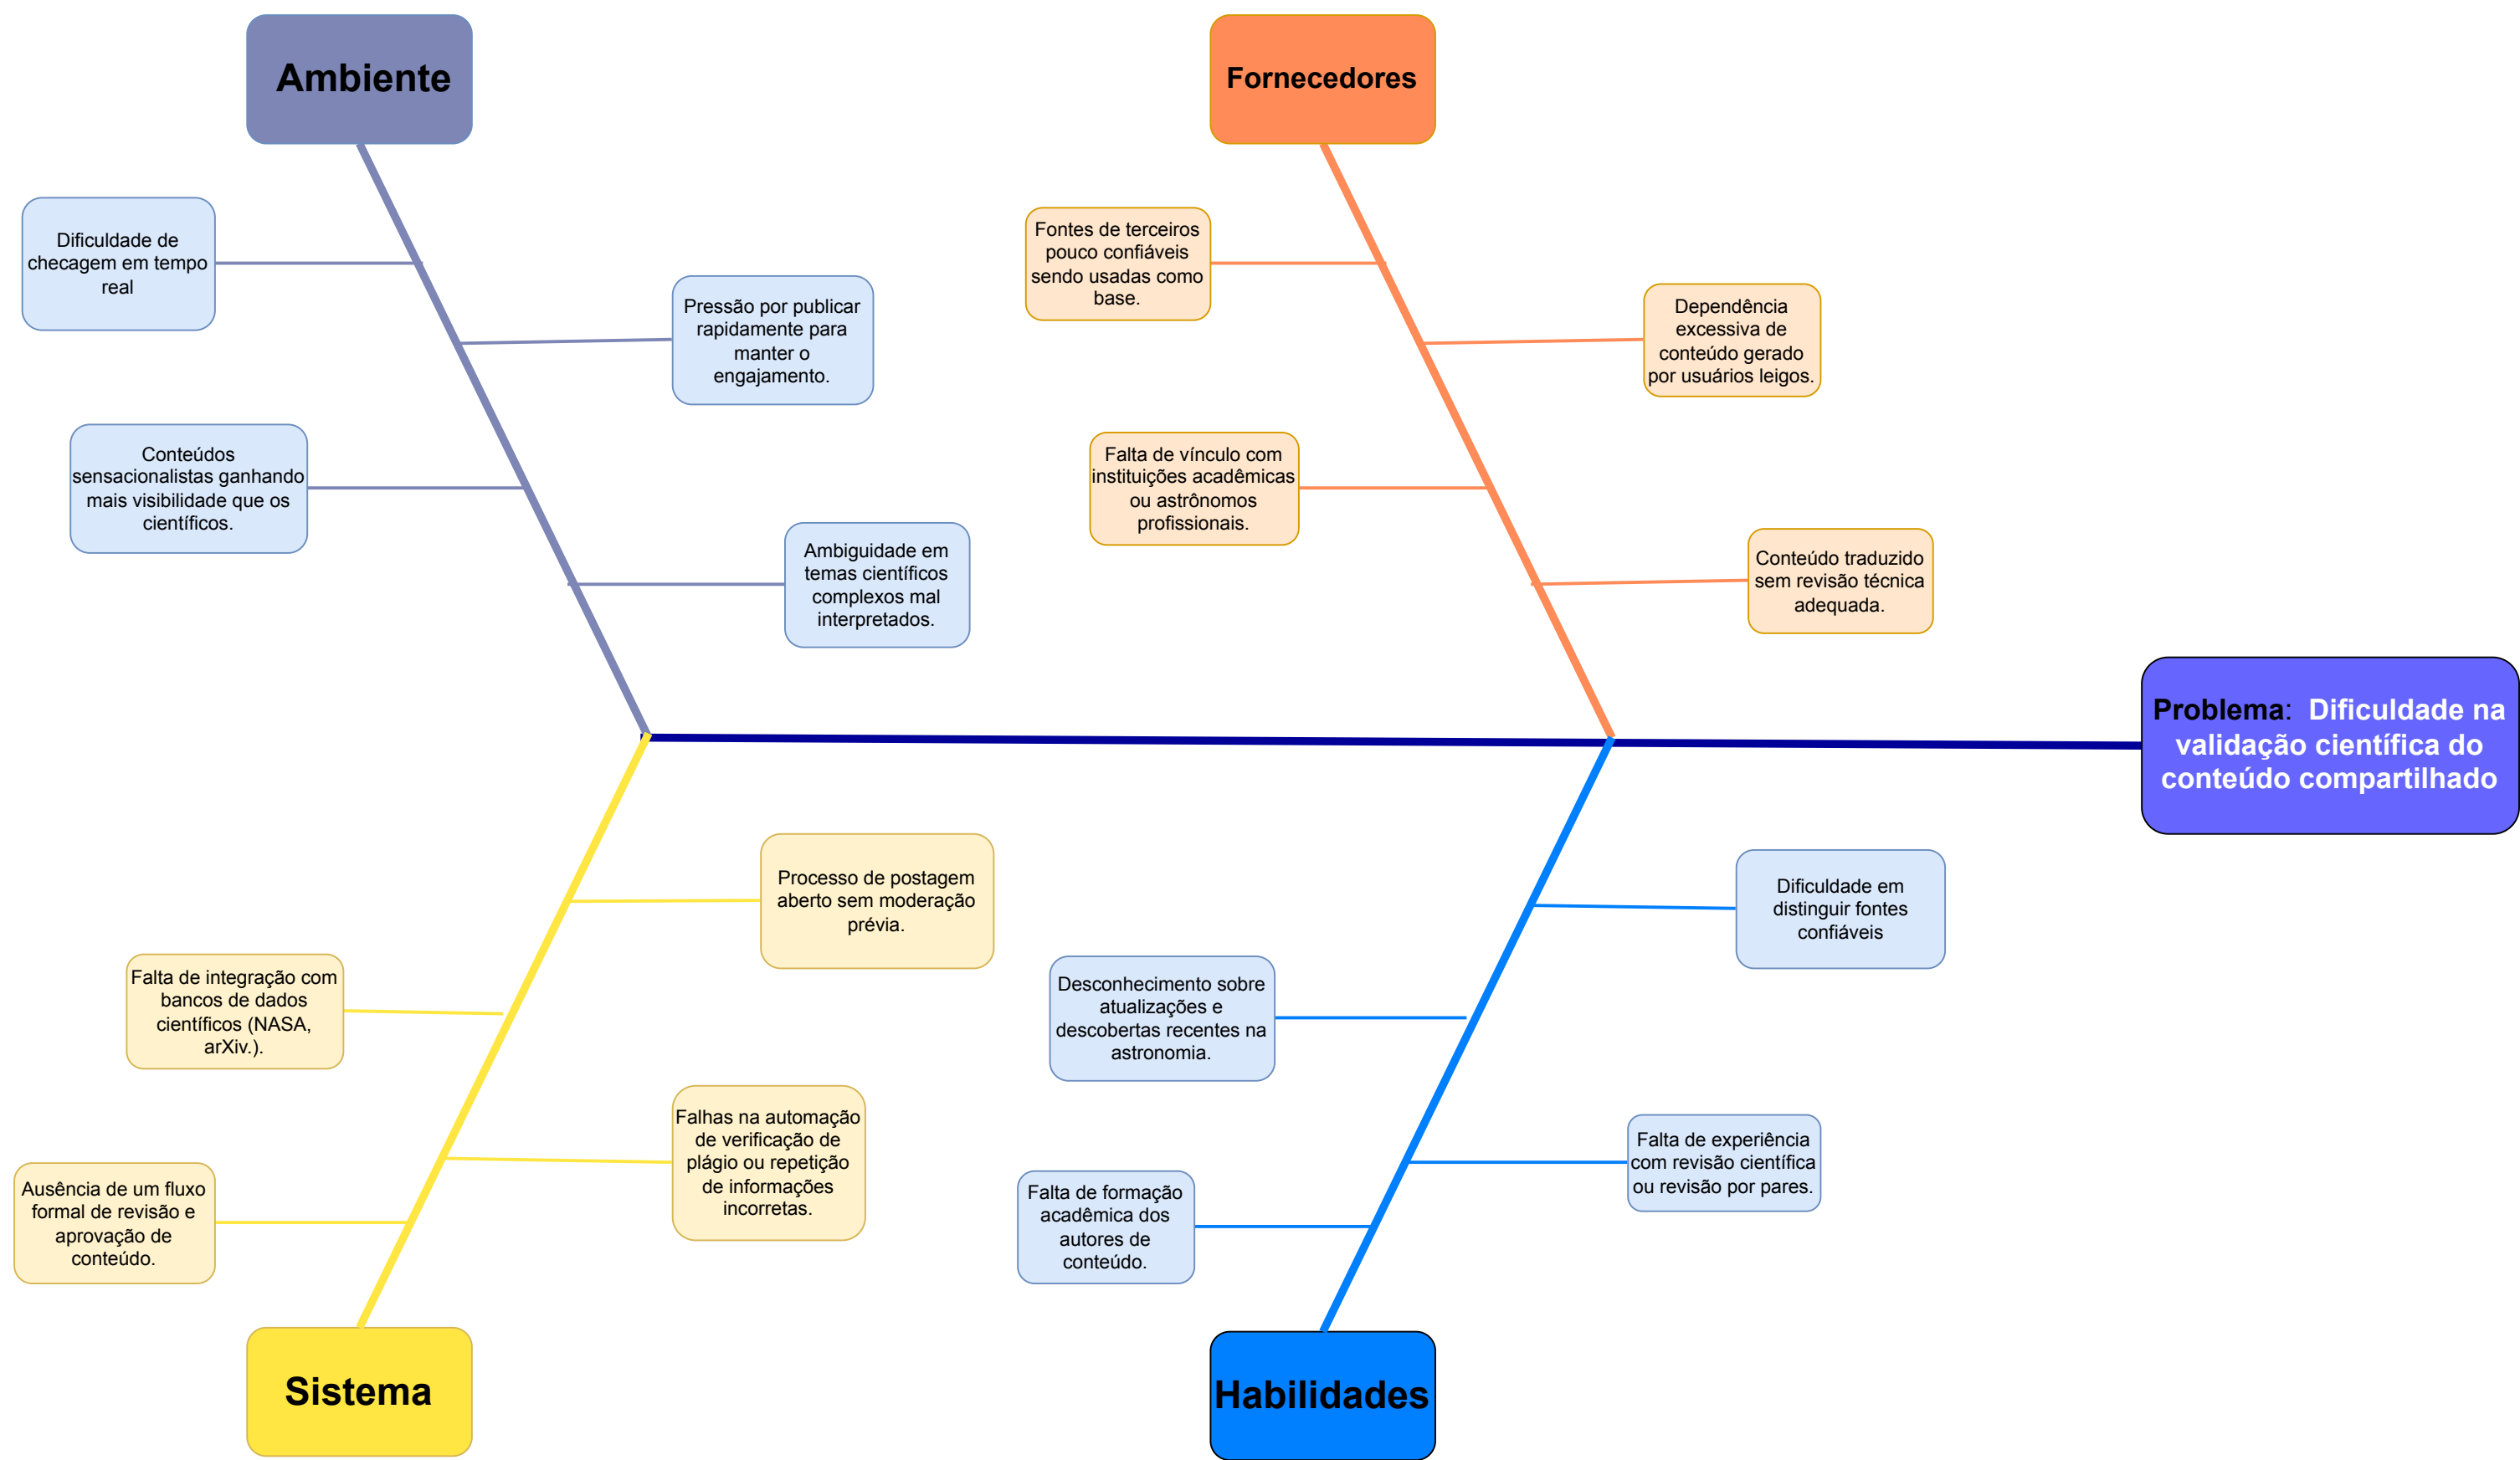 Ambiente
Fornecedores
Dificuldade de
checagem em tempo
real
Pressão por publicar
rapidamente para
manter o
engajamento.
Conteúdos
sensacionalistas ganhando
mais visibilidade que os
científicos.
Ambiguidade em
temas científicos
complexos mal
interpretados.
Fontes de terceiros
pouco confiáveis
sendo usadas como
base.
Dependência
excessiva de
conteúdo gerado
por usuários leigos.
Falta de vínculo com
instituições acadêmicas
ou astrônomos
profissionais.
Conteúdo traduzido
sem revisão técnica
adequada.
Problema: Dificuldade na
validação científica do
conteúdo compartilhado
Processo de postagem
aberto sem moderação
prévia.
Falta de integração com
bancos de dados
científicos (NASA,
arXiv.).
Falhas na automação
de verificação de
plágio ou repetição
de informações
incorretas.
Ausência de um fluxo
formal de revisão e
aprovação de
conteúdo.
Dificuldade em
distinguir fontes
confiáveis
Desconhecimento sobre
atualizações e
descobertas recentes na
astronomia.
Falta de experiência
com revisão científica
ou revisão por pares.
Falta de formação
acadêmica dos
autores de
conteúdo.
Sistema
Habilidades